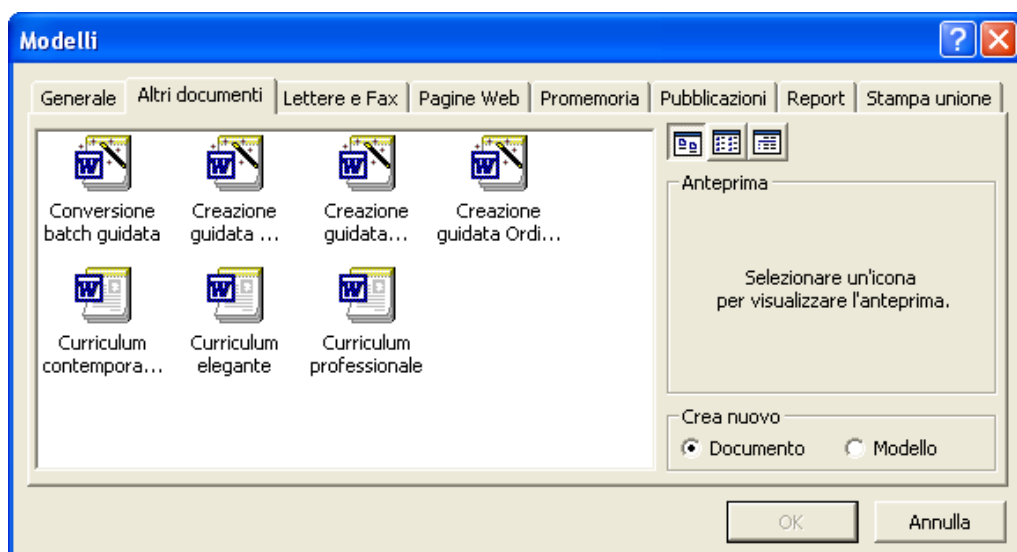 Modelli
Generale Altri documenti Lettere e Fax Pagine Web Promemoria Pubblicazioni Report Stampa unione
Conversione batch guidata
Creazione guidata ...
Creazione guidata...
Creazione guidata Ordi...
Curriculum contempora...
Curriculum elegante
Curriculum professionale
Anteprima
Selezionare un'icona
per visualizzare l'anteprima.
Crea nuovo
Documento Modello
OK Annulla